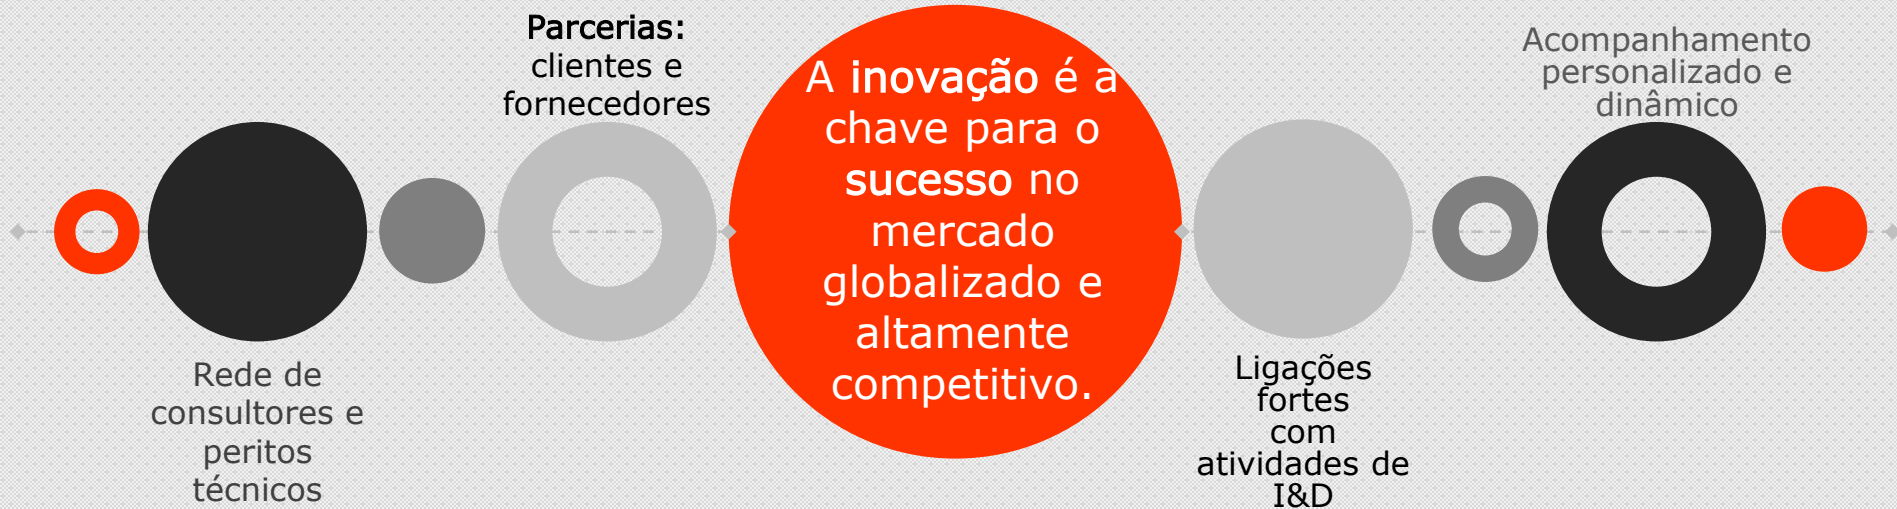 Rede de
consultores e
peritos
técnicos
Parcerias:
clientes e
fornecedores
A inovação é a
chave para o
sucesso no
mercado
globalizado e
altamente
competitivo.
Ligações
fortes
com
atividades de
I&D
Acompanhamento
personalizado e
dinâmico